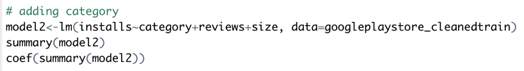 # adding category
model2<-lm(installs~category+reviews+size, data=googleplaystore_cleanedtrain)
summary(model2)
coef(summary(model2))